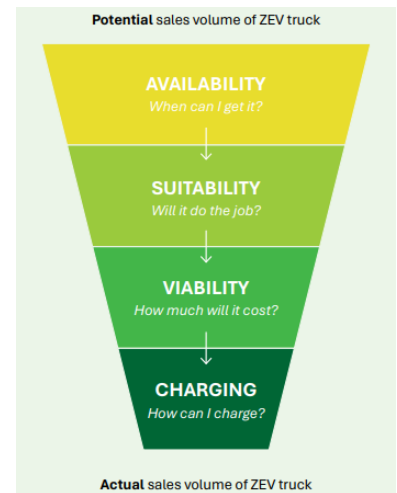 Potential sales volume of ZEV truck
AVAILABILITY
When can I get it?
SUITABILITY
Will it do the job?
VIABILITY
How much will it cost?
CHARGING
How can I charge?
Actual sales volume of ZEV truck